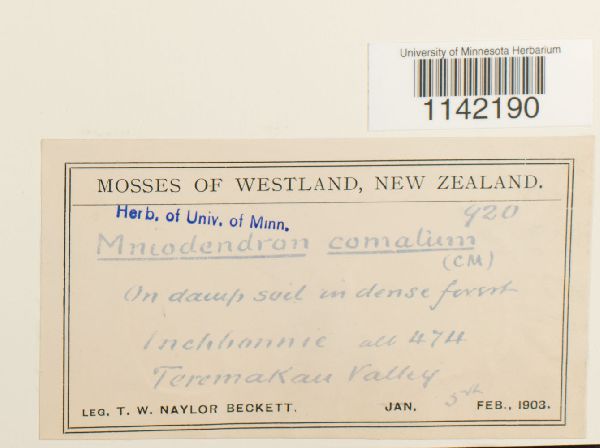 University of Minnesota Herbarium
1142190
MOSSES OF WESTLAND, NEW ZEALAND.
Herb. of Univ. of Minn.
920
Mniodendron comatum
(CM)
On damp soil in dense forest
Inchbonnie alt 474
Teremakau Valley
LEG. T. W. NAYLOR BECKETT. JAN. 5th FEB., 1903.